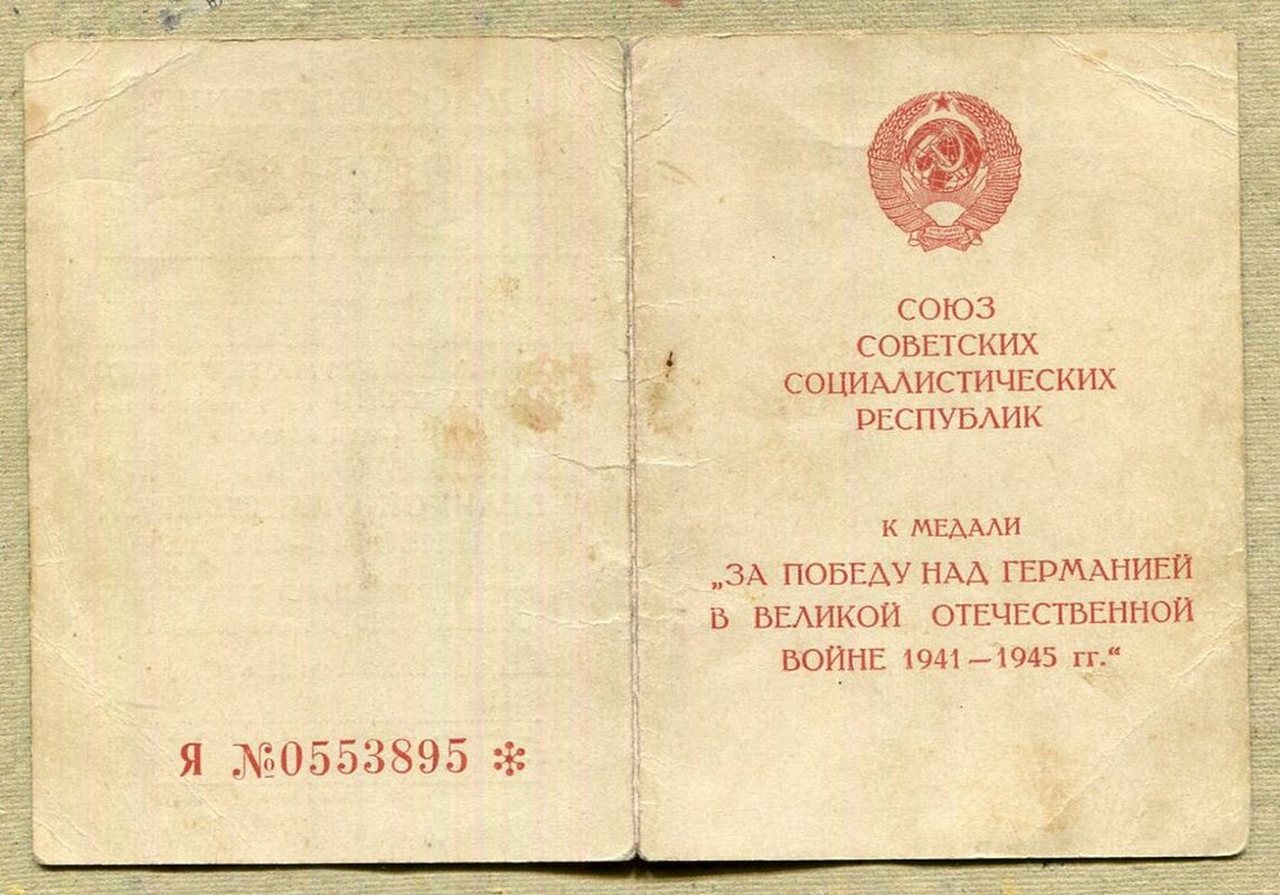 Я №0553895 *
СОЮЗ
СОВЕТСКИХ
СОЦИАЛИСТИЧЕСКИХ
РЕСПУБЛИК
К МЕДАЛИ
„ЗА ПОБЕДУ НАД ГЕРМАНИЕЙ
В ВЕЛИКОЙ ОТЕЧЕСТВЕННОЙ
ВОЙНЕ 1941—1945 гг.“